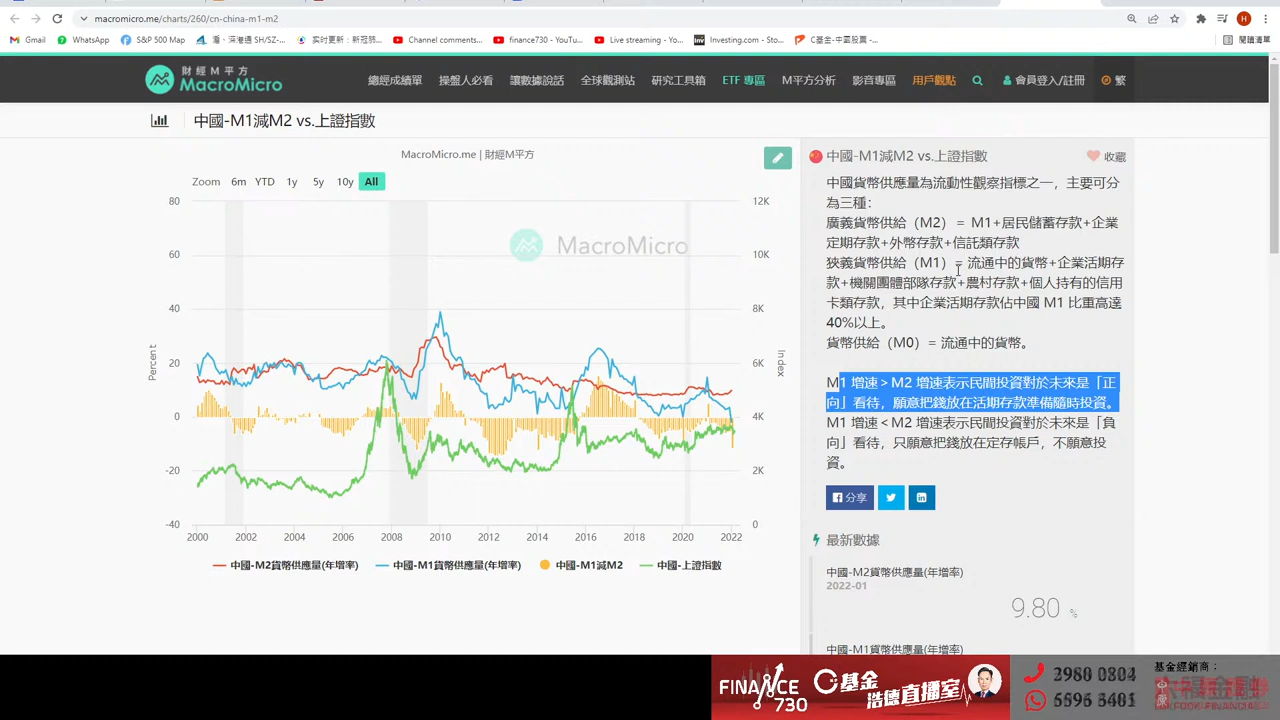 macromicro.me/charts/260/cn-china-m1-m2
Gmail
WhatsApp
S&P 500 Map
滬、深港通 SH/SZ-...
实时更新：新冠肺...
Channel comments...
finance730 - YouTu...
Live streaming - Yo...
Investing.com - Sto...
C基金-中國股票 -...
閱讀清單
財經M平方
MacroMicro
總經成績單
操盤人必看
讓數據說話
全球觀測站
研究工具箱
ETF 專區
M平方分析
影音專區
用戶觀點
會員登入/註冊
繁
中國-M1減M2 vs.上證指數
MacroMicro.me | 財經M平方
Zoom 6m YTD 1y 5y 10y All
80
60
40
20
0
-20
-40
Percent
12K
10K
8K
6K
4K
2K
0
Index
MacroMicro
2000 2002 2004 2006 2008 2010 2012 2014 2016 2018 2020 2022
中國-M2貨幣供應量(年增率)
中國-M1貨幣供應量(年增率)
中國-M1減M2
中國-上證指數
中國-M1減M2 vs.上證指數
收藏
中國貨幣供應量為流動性觀察指標之一，主要可分
為三種：
廣義貨幣供給（M2）= M1+居民儲蓄存款+企業
定期存款+外幣存款+信託類存款
狹義貨幣供給（M1）= 流通中的貨幣+企業活期存
款+機關團體部隊存款+農村存款+個人持有的信用
卡類存款，其中企業活期存款佔中國 M1 比重高達
40%以上。
貨幣供給（M0）= 流通中的貨幣。
M1 增速＞M2 增速表示民間投資對於未來是「正
向」看待，願意把錢放在活期存款準備隨時投資。
M1 增速＜M2 增速表示民間投資對於未來是「負
向」看待，只願意把錢放在定存帳戶，不願意投
資。
分享
最新數據
中國-M2貨幣供應量(年增率)
2022-01
9.80 %
中國-M1貨幣供應量(年增率)
FINANCE
730
C基金
浩德直播室
2980 0804
5596 5401
基金經銷商：